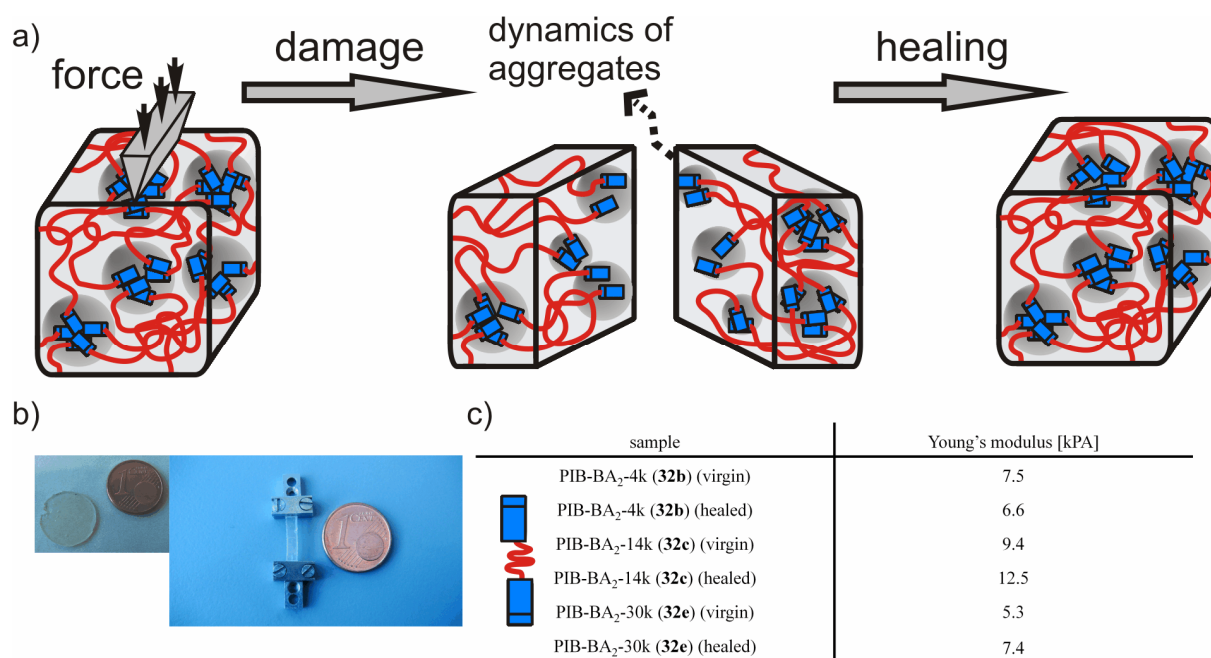 a)
force
damage
dynamics of
aggregates
healing
b)
c)
sample Young's modulus [kPA]
PIB-BA₂-4k (32b) (virgin) 7.5
PIB-BA₂-4k (32b) (healed) 6.6
PIB-BA₂-14k (32c) (virgin) 9.4
PIB-BA₂-14k (32c) (healed) 12.5
PIB-BA₂-30k (32e) (virgin) 5.3
PIB-BA₂-30k (32e) (healed) 7.4